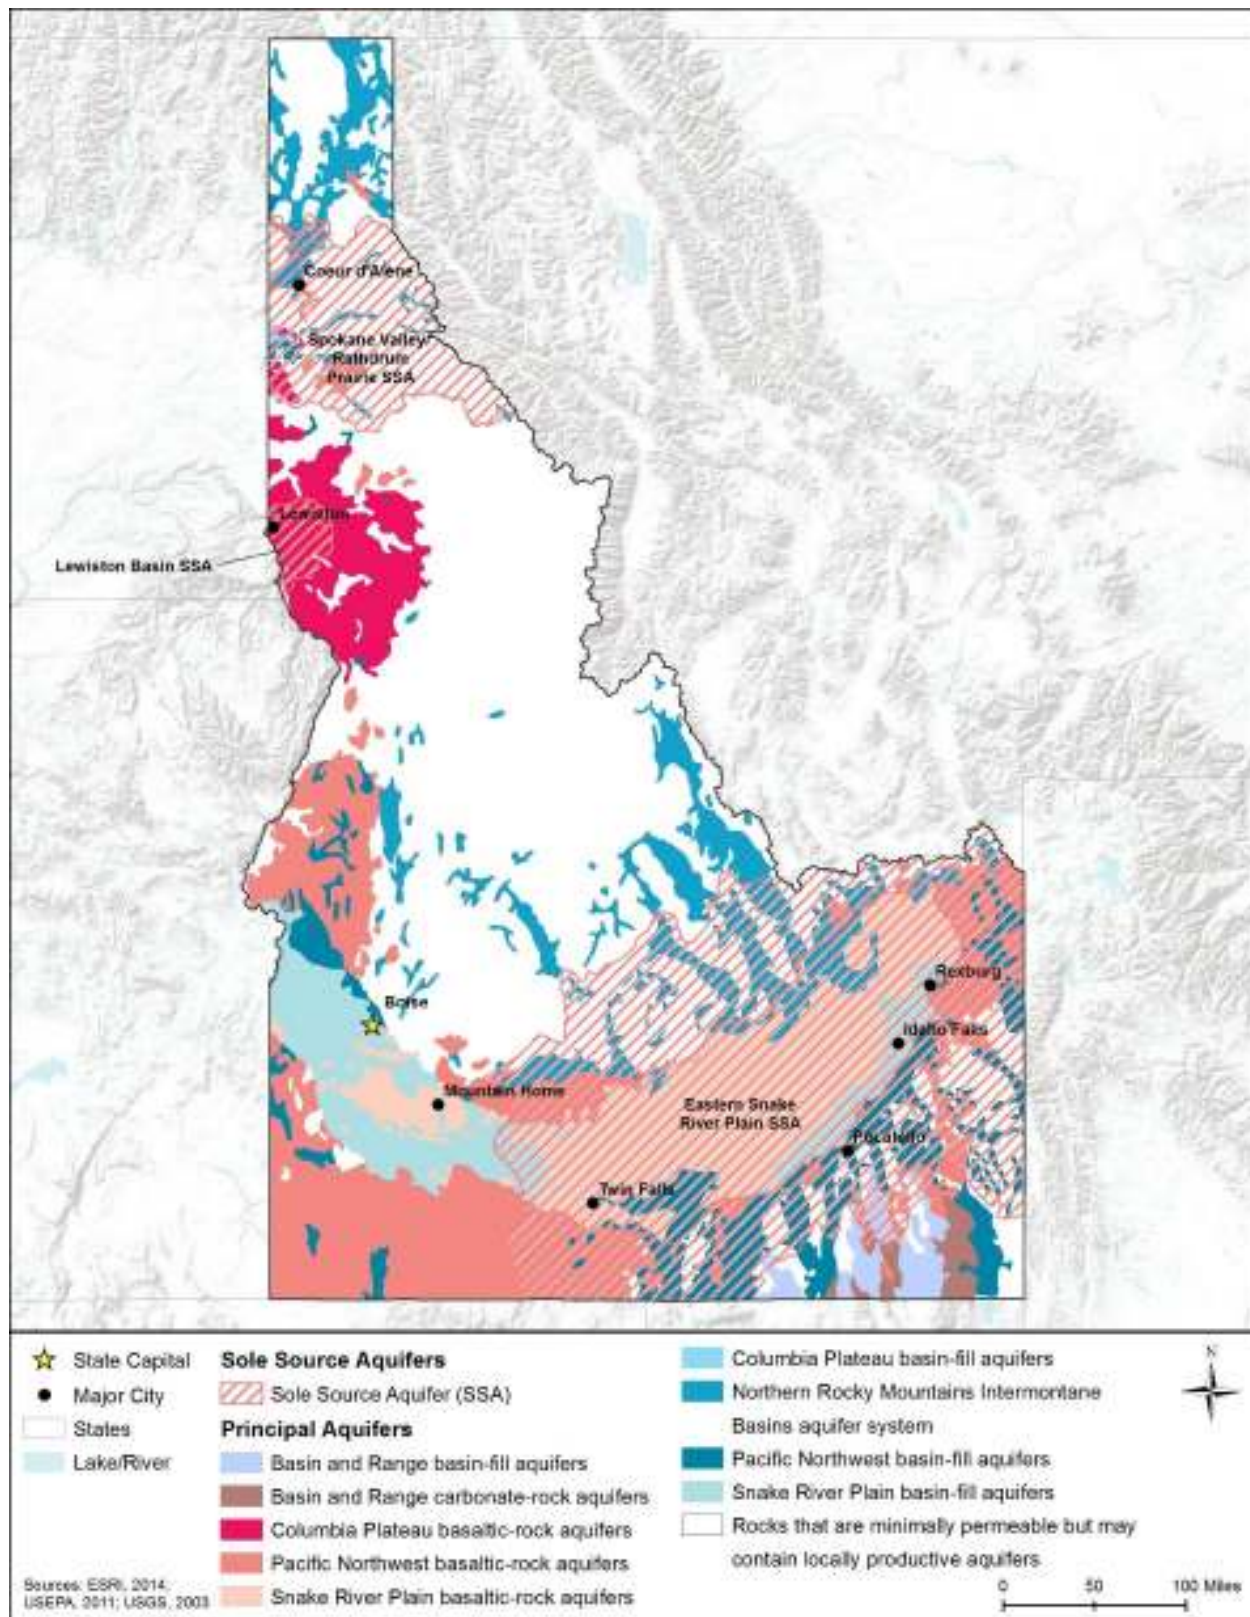 Coeur d'Alene
Spokane Valley
Rathdrum
Prairie SSA
Lewiston
Lewiston Basin SSA
Boise
Rexburg
Idaho Falls
Mountain Home
Eastern Snake
River Plain SSA
Pocatello
Twin Falls
State Capital
Major City
States
Lake/River
Sole Source Aquifers
Sole Source Aquifer (SSA)
Principal Aquifers
Basin and Range basin-fill aquifers
Basin and Range carbonate-rock aquifers
Columbia Plateau basaltic-rock aquifers
Pacific Northwest basaltic-rock aquifers
Snake River Plain basaltic-rock aquifers
Columbia Plateau basin-fill aquifers
Northern Rocky Mountains Intermontane
Basins aquifer system
Pacific Northwest basin-fill aquifers
Snake River Plain basin-fill aquifers
Rocks that are minimally permeable but may
contain locally productive aquifers
N
Sources: ESRI, 2014;
USEPA, 2011; USGS, 2003
0 50 100 Miles